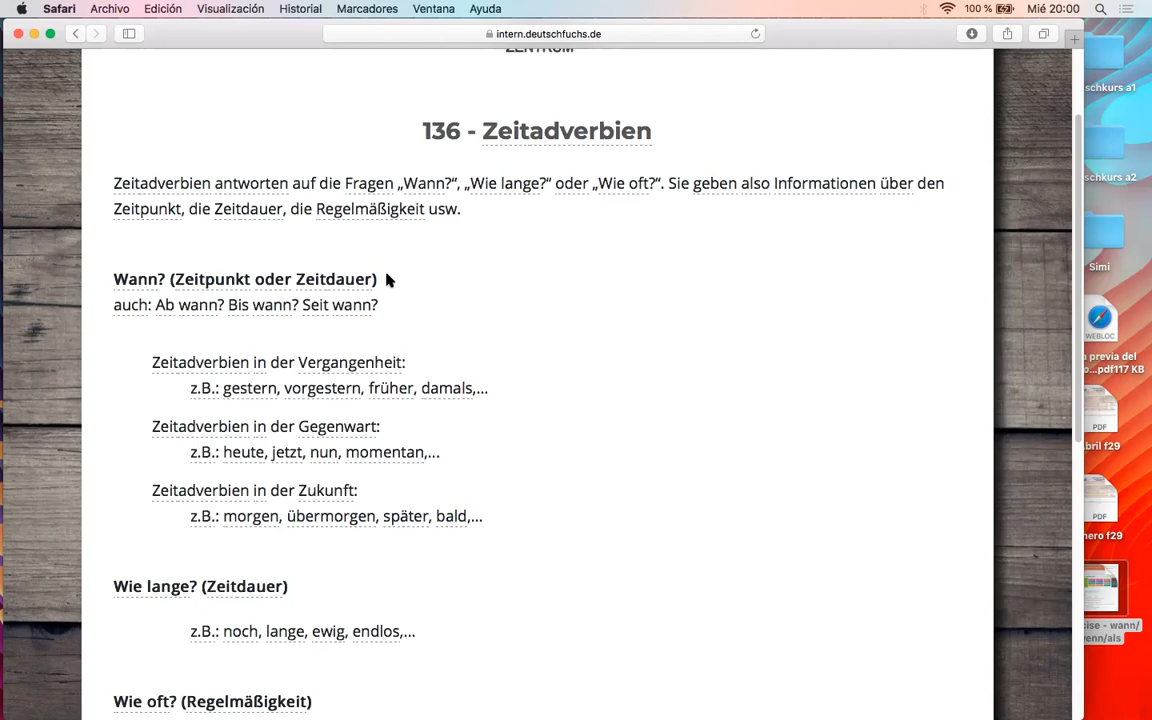 Safari Archivo Edición Visualización Historial Marcadores Ventana Ayuda 100 % Mié 20:00
intern.deutschfuchs.de
ZENTRUM
schkurs a1
136 - Zeitadverbien
schkurs a2
Zeitadverbien antworten auf die Fragen „Wann?“, „Wie lange?“ oder „Wie oft?“. Sie geben also Informationen über den
Zeitpunkt, die Zeitdauer, die Regelmäßigkeit usw.
Simi
Wann? (Zeitpunkt oder Zeitdauer)
auch: Ab wann? Bis wann? Seit wann?
WEBLOC
a previa del
o...pdf117 KB
Zeitadverbien in der Vergangenheit:
z.B.: gestern, vorgestern, früher, damals,...
PDF
Abril f29
Zeitadverbien in der Gegenwart:
z.B.: heute, jetzt, nun, momentan,...
Zeitadverbien in der Zukunft:
z.B.: morgen, übermorgen, später, bald,...
PDF
nero f29
Wie lange? (Zeitdauer)
z.B.: noch, lange, ewig, endlos,...
ise - wann/
enn/als
Wie oft? (Regelmäßigkeit)